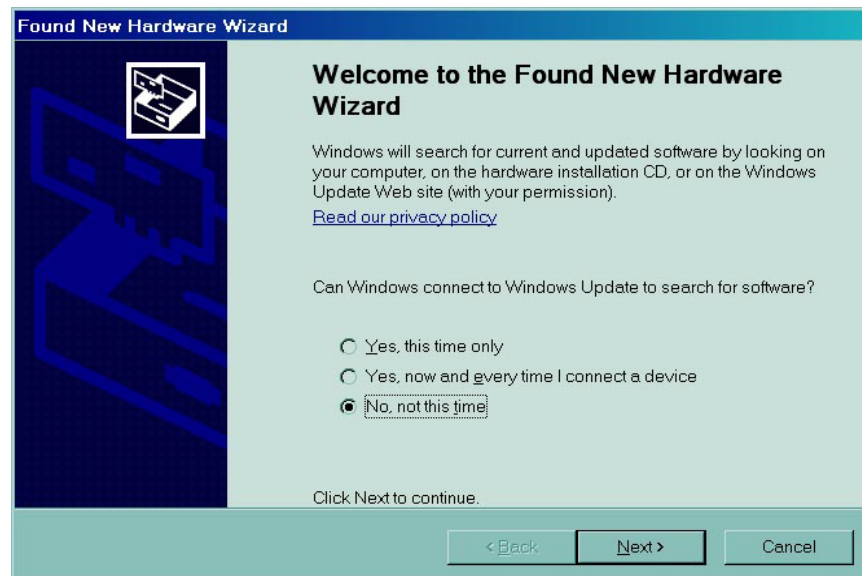 Found New Hardware Wizard
Welcome to the Found New Hardware
Wizard
Windows will search for current and updated software by looking on
your computer, on the hardware installation CD, or on the Windows
Update Web site (with your permission).
Read our privacy policy
Can Windows connect to Windows Update to search for software?
Yes, this time only
Yes, now and every time I connect a device
No, not this time
Click Next to continue.
< Back
Next >
Cancel